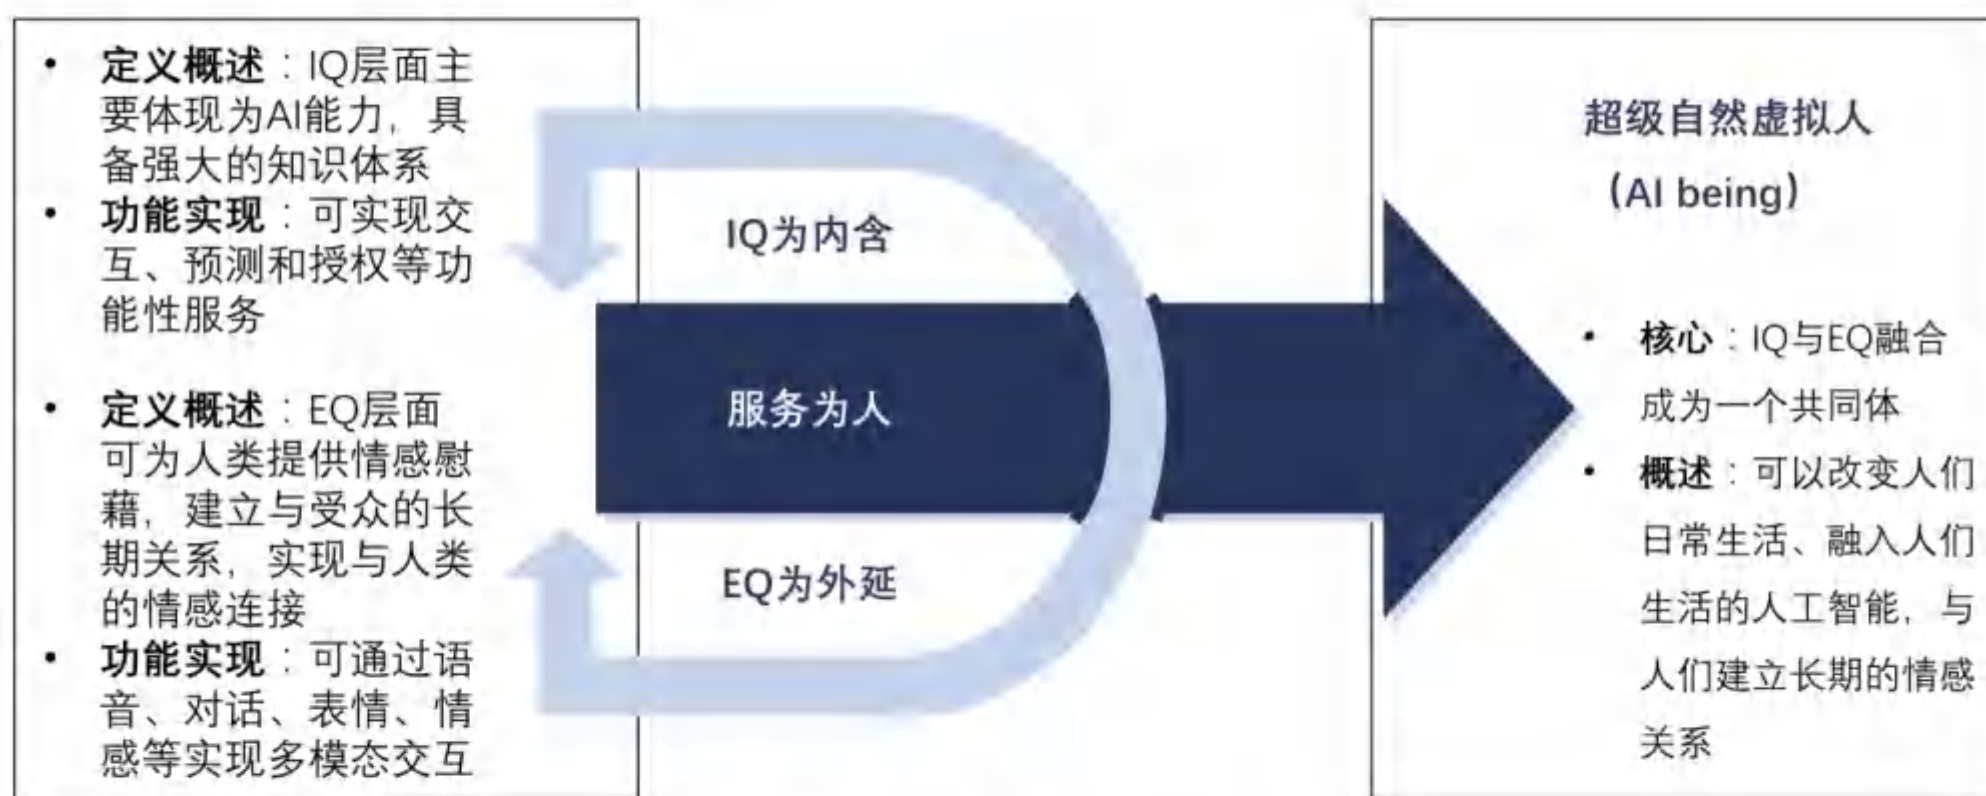 • 定义概述：IQ层面主
要体现为AI能力，具
备强大的知识体系
• 功能实现：可实现交
互、预测和授权等功
能性服务
• 定义概述：EQ层面
可为人类提供情感慰
藉，建立与受众的长
期关系，实现与人类
的情感连接
• 功能实现：可通过语
音、对话、表情、情
感等实现多模态交互
IQ为内含
服务为人
EQ为外延
超级自然虚拟人
（AI being）
• 核心：IQ与EQ融合
成为一个共同体
• 概述：可以改变人们
日常生活、融入人们
生活的人工智能，与
人们建立长期的情感
关系